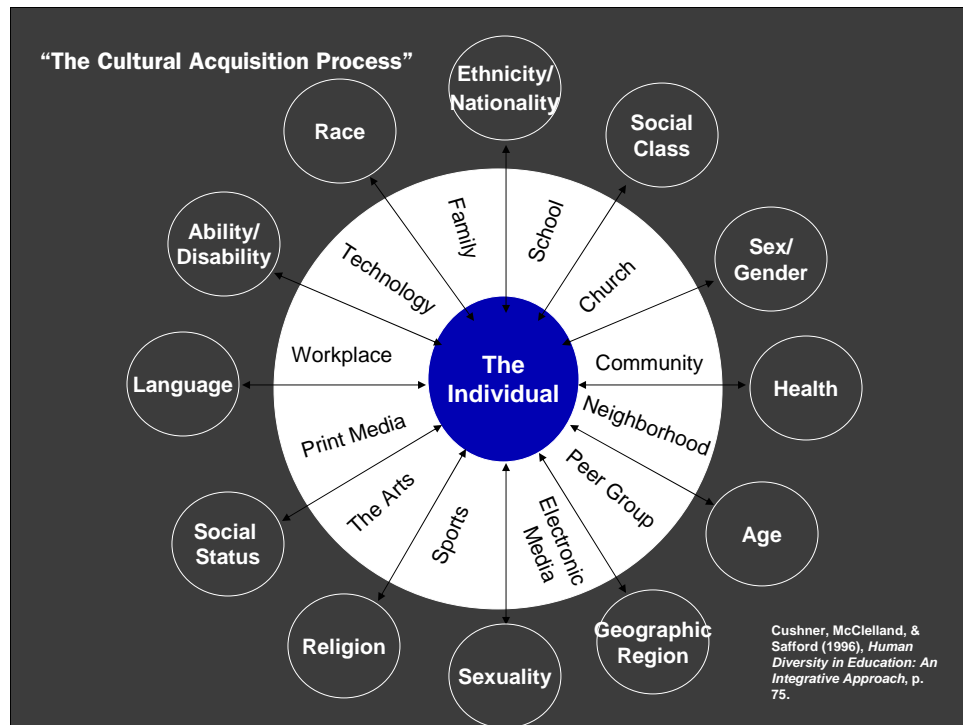 “The Cultural Acquisition Process”
Ethnicity/
Nationality
Social
Class
Sex/
Gender
Health
Age
Geographic
Region
Sexuality
Religion
Social
Status
Language
Ability/
Disability
Race
Family
School
Church
Community
Neighborhood
Peer Group
Electronic
Media
Sports
The Arts
Print Media
Workplace
Technology
The
Individual
Cushner, McClelland, &
Safford (1996), Human
Diversity in Education: An
Integrative Approach, p.
75.